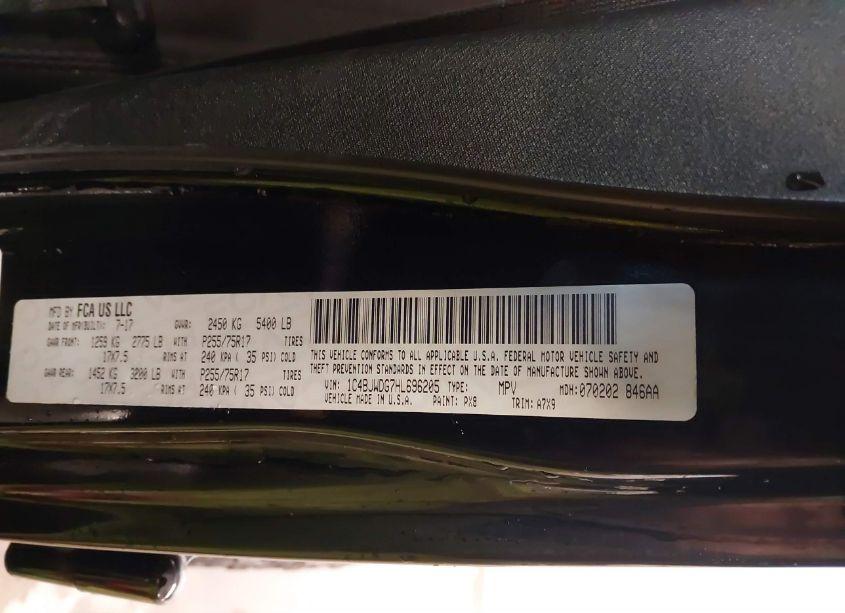 MFD BY FCA US LLC
DATE OF MFR(BUILT): 7-17 GVWR: 2450 KG 5400 LB
GAWR FRONT: 1259 KG 2775 LB WITH P255/75R17 TIRES
17X7.5 RIMS AT 240 KPA ( 35 PSI) COLD
GAWR REAR: 1452 KG 3200 LB WITH P255/75R17 TIRES
17X7.5 RIMS AT 240 KPA ( 35 PSI) COLD
THIS VEHICLE CONFORMS TO ALL APPLICABLE U.S.A. FEDERAL MOTOR VEHICLE SAFETY AND
THEFT PREVENTION STANDARDS IN EFFECT ON THE DATE OF MANUFACTURE SHOWN ABOVE.
VIN: 1C4BJWDG7HL696205 TYPE: MPV MDH: 070202 846AA
VEHICLE MADE IN U.S.A. PAINT: PX8 TRIM: A7X9